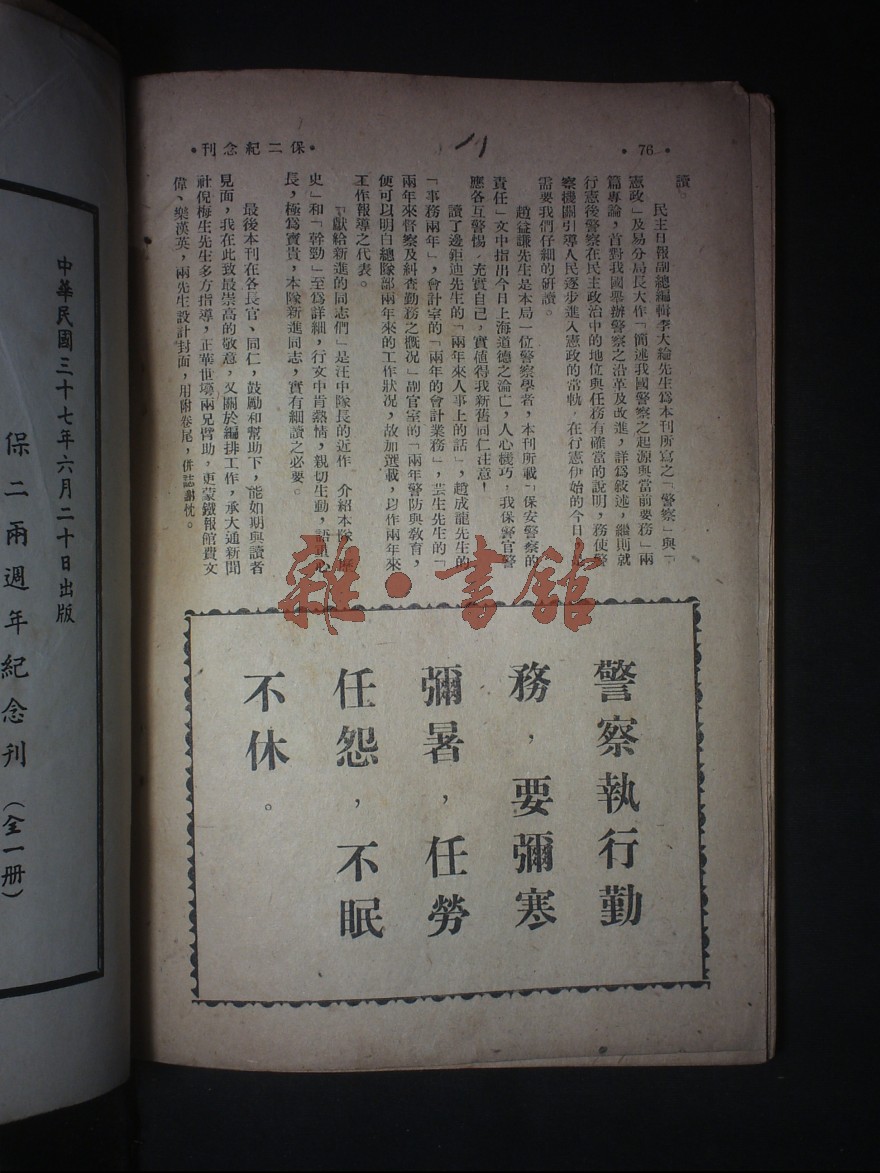 •76•
•保二紀念刊•
讀。
民主日報副總編輯李大綸先生爲本刊所寫之「警察」與「
憲政」及易分局長大作「簡述我國警察之起源與當前要務」兩
篇專論，皆對我國舉辦警察之沿革及改進，詳爲敘述，繼則就
行憲後警察在民主政治中的地位與任務有確當的說明，務使警
察機關引導人民逐步進入憲政的常軌，在行憲伊始的今日是
需要我們仔細的研讀。
趙益謙先生是本局一位警察學者，本刊所載「保安警察的
責任」文中指出今日上海道德之淪亡，人心機巧，我保警官警
應各互警惕，充實自己，實值得我新舊同仁注意！
讀了邊鉅迪先生的「兩年來人事上的話」，趙成龍先生的
「事務兩年」，會計室的「兩年的會計業務」，芸生先生的「
兩年來督察及糾查勤務之概況」副官室的「兩年警防與教育，
便可以明白總隊部兩年來的工作狀況，故加選載，以作兩年來
工作報導之代表。
『獻給新進的同志們』是汪中隊長的近作，介紹本隊「歷
史」和「幹勁」至爲詳細，行文中肯熱情，親切生動，語重心
長，極爲寶貴，本隊新進同志，實有細讀之必要。
最後本刊在各長官、同仁，鼓勵和幫助下，能如期與讀者
見面，我在此致最崇高的敬意，又關於編排工作，承大通新聞
社倪梅生先生多方指導，正華世瑒兩兄臂助，更蒙鐵報館費文
偉、樂漢英，兩先生設計封面，用附卷尾，併誌謝忱。
警察執行勤
務，要彌寒
彌暑，任勞
任怨，不眠
不休。
雜·書館
中華民國三十七年六月二十日出版
保二兩週年紀念刊（全一册）